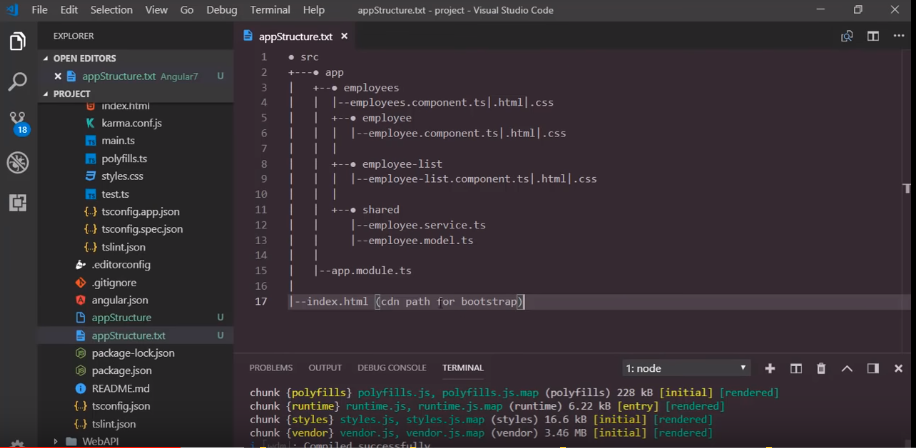 File Edit Selection View Go Debug Terminal Help appStructure.txt - project - Visual Studio Code
EXPLORER
OPEN EDITORS
appStructure.txt Angular7 U
PROJECT
index.html
karma.conf.js
main.ts
polyfills.ts
styles.css
test.ts
tsconfig.app.json
tsconfig.spec.json
tslint.json
.editorconfig
.gitignore
angular.json
appStructure U
appStructure.txt U
package-lock.json
package.json
README.md
tsconfig.json
tslint.json
WebAPI
18
appStructure.txt
1 ● src
2 +---● app
3 | +--● employees
4 | | |--employees.component.ts|.html|.css
5 | | +--● employee
6 | | | |--employee.component.ts|.html|.css
7 | | |
8 | | +--● employee-list
9 | | | |--employee-list.component.ts|.html|.css
10 | | |
11 | | +--● shared
12 | | |--employee.service.ts
13 | | |--employee.model.ts
14 | |
15 | |--app.module.ts
16 |
17 |--index.html (cdn path for bootstrap)
PROBLEMS OUTPUT DEBUG CONSOLE TERMINAL 1: node
chunk {polyfills} polyfills.js, polyfills.js.map (polyfills) 228 kB [initial] [rendered]
chunk {runtime} runtime.js, runtime.js.map (runtime) 6.22 kB [entry] [rendered]
chunk {styles} styles.js, styles.js.map (styles) 16.6 kB [initial] [rendered]
chunk {vendor} vendor.js, vendor.js.map (vendor) 3.46 MB [initial] [rendered]
Compiled successfully